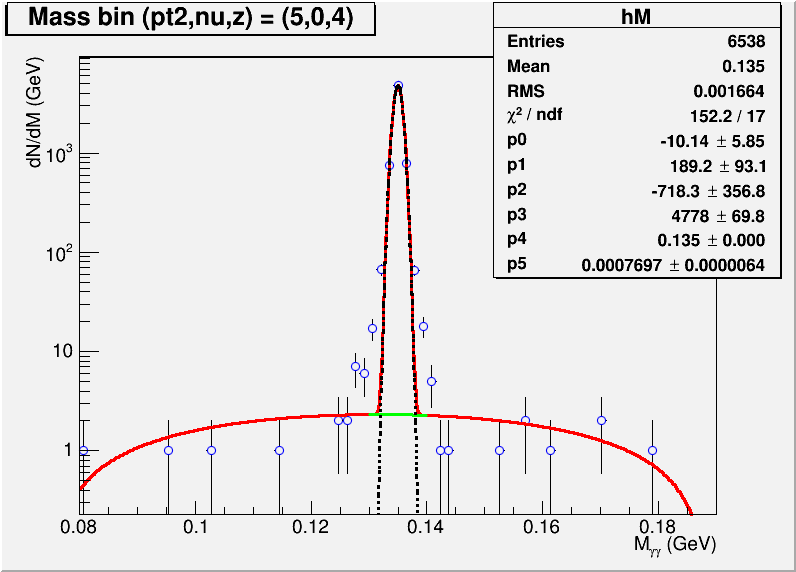 Mass bin (pt2,nu,z) = (5,0,4)
hM
Entries 6538
Mean 0.135
RMS 0.001664
χ² / ndf 152.2 / 17
p0 -10.14 ± 5.85
p1 189.2 ± 93.1
p2 -718.3 ± 356.8
p3 4778 ± 69.8
p4 0.135 ± 0.000
p5 0.0007697 ± 0.0000064
dN/dM (GeV)
10³
10²
10
1
0.08 0.1 0.12 0.14 0.16 0.18
Mγγ (GeV)